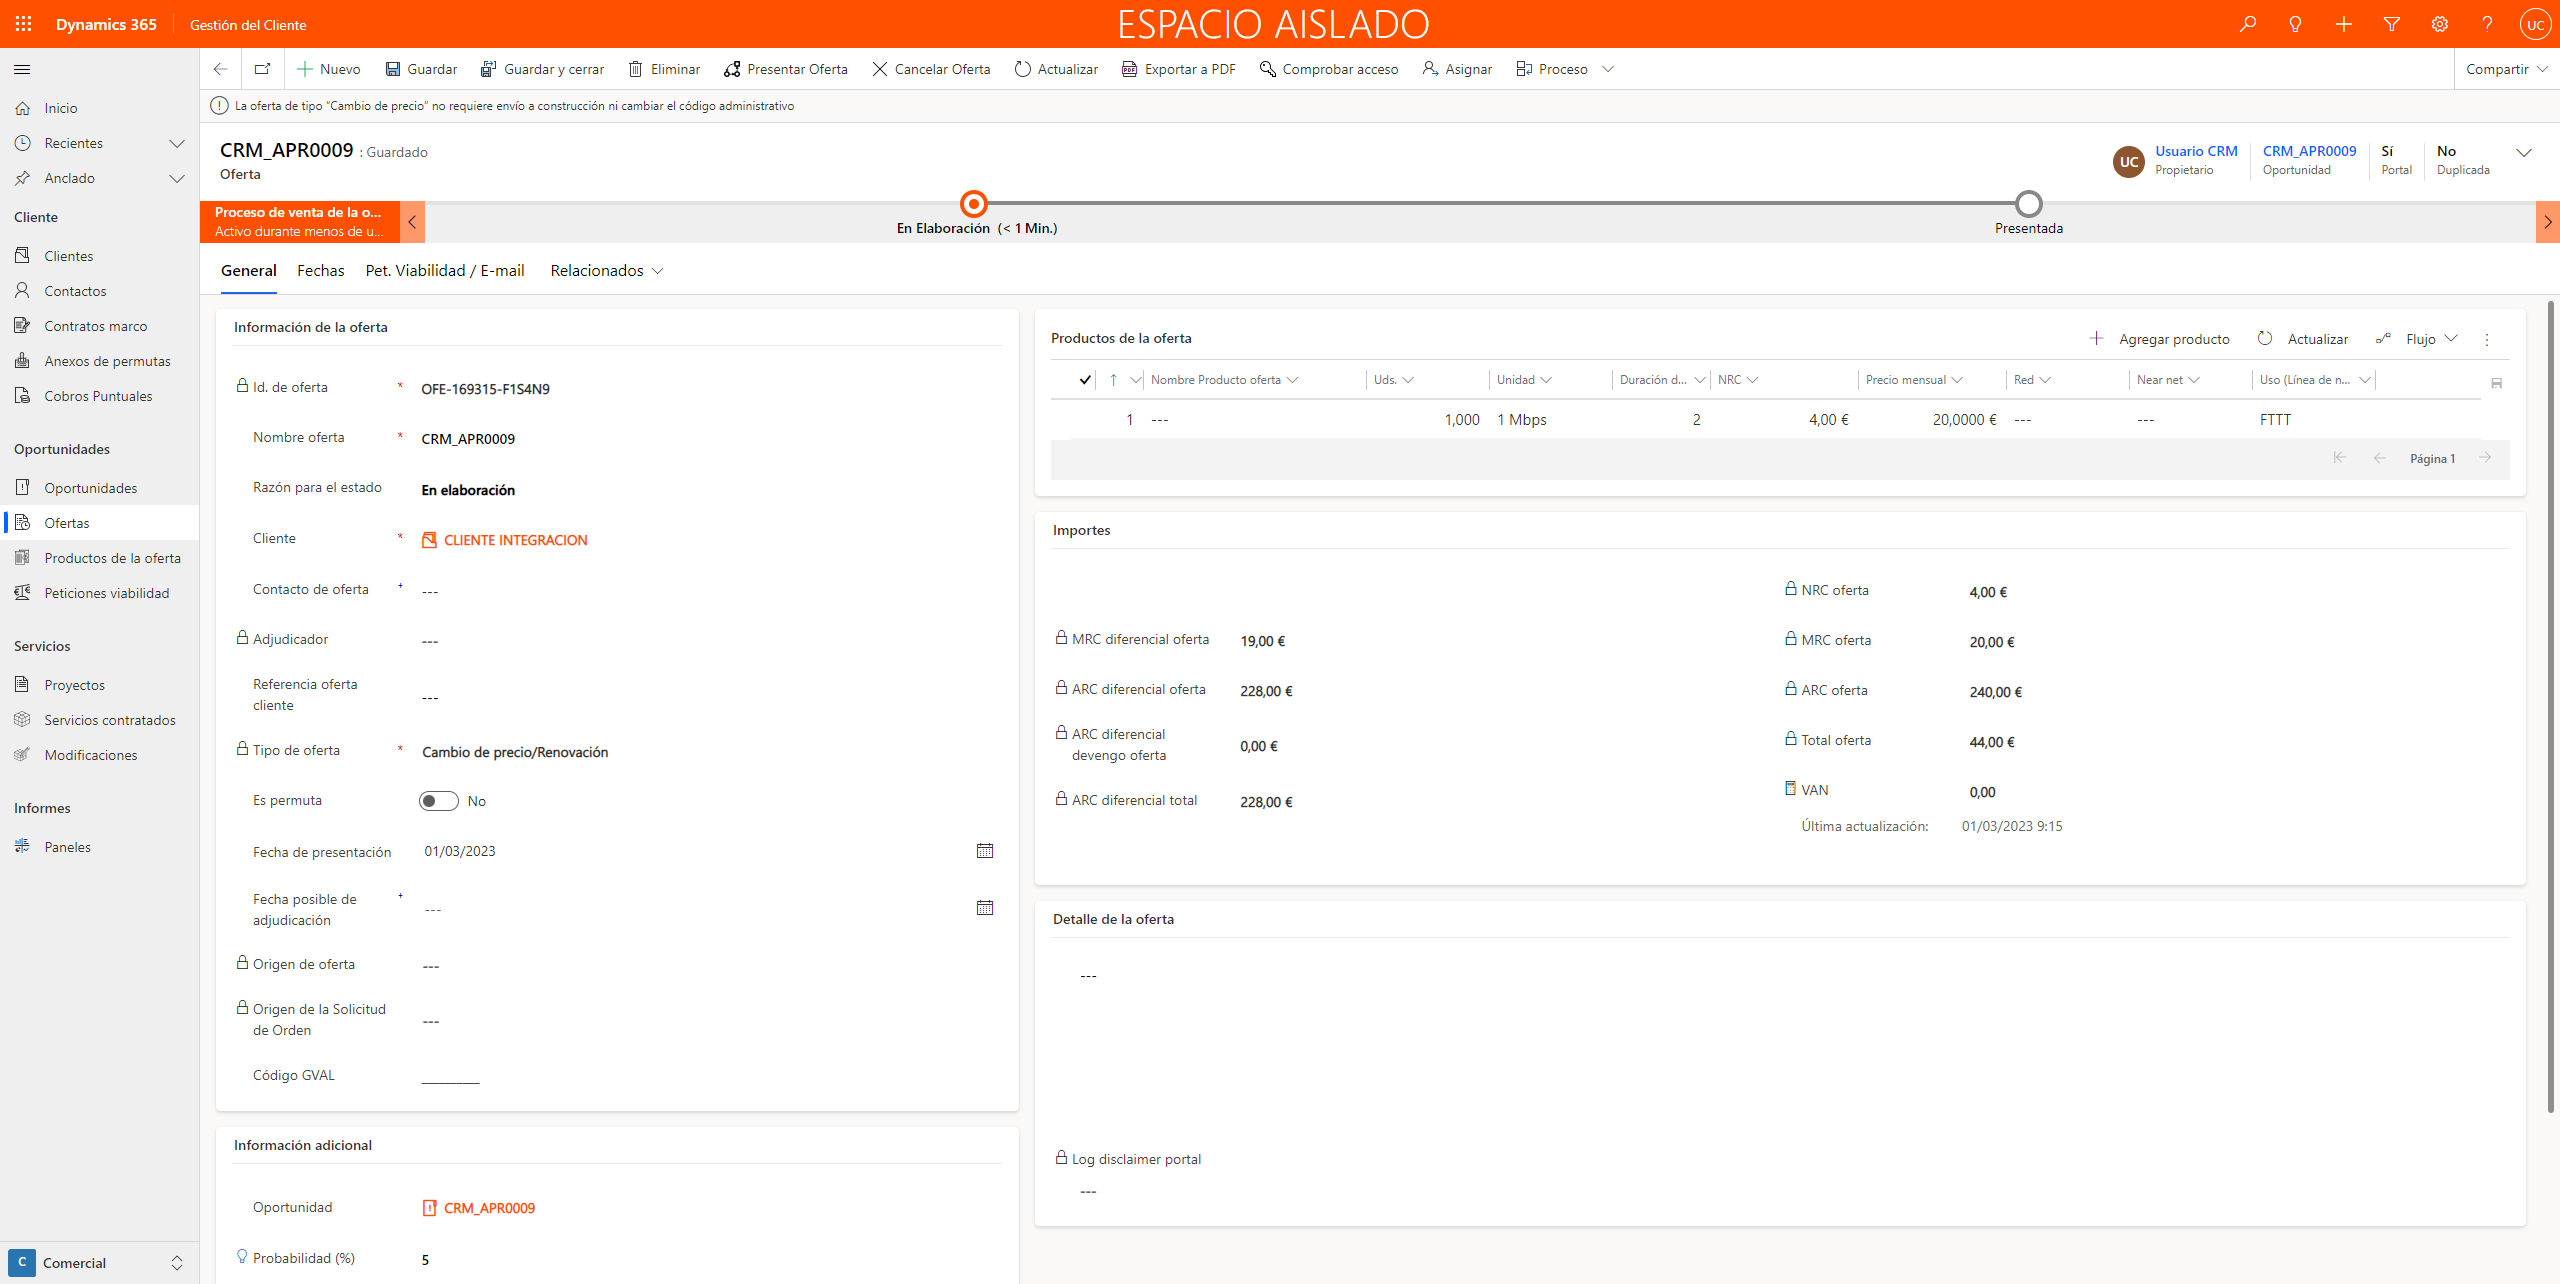 Dynamics 365
Gestión del Cliente
ESPACIO AISLADO
UC
Nuevo
Guardar
Guardar y cerrar
Eliminar
Presentar Oferta
Cancelar Oferta
Actualizar
Exportar a PDF
Comprobar acceso
Asignar
Proceso
Compartir
La oferta de tipo "Cambio de precio" no requiere envío a construcción ni cambiar el código administrativo
Inicio
Recientes
Anclado
Cliente
Clientes
Contactos
Contratos marco
Anexos de permutas
Cobros Puntuales
Oportunidades
Oportunidades
Ofertas
Productos de la oferta
Peticiones viabilidad
Servicios
Proyectos
Servicios contratados
Modificaciones
Informes
Paneles
C Comercial
CRM_APR0009 : Guardado
Oferta
UC
Usuario CRM
Propietario
CRM_APR0009
Oportunidad
Sí
Portal
No
Duplicada
Proceso de venta de la o...
Activo durante menos de u...
En Elaboración (< 1 Min.)
Presentada
General
Fechas
Pet. Viabilidad / E-mail
Relacionados
Información de la oferta
Id. de oferta * OFE-169315-F1S4N9
Nombre oferta * CRM_APR0009
Razón para el estado En elaboración
Cliente * CLIENTE INTEGRACION
Contacto de oferta + ---
Adjudicador ---
Referencia oferta
cliente
---
Tipo de oferta * Cambio de precio/Renovación
Es permuta No
Fecha de presentación 01/03/2023
Fecha posible de
adjudicación
+ ---
Origen de oferta ---
Origen de la Solicitud
de Orden
---
Código GVAL
Información adicional
Oportunidad CRM_APR0009
Probabilidad (%) 5
Productos de la oferta
Agregar producto
Actualizar
Flujo
Nombre Producto oferta Uds. Unidad Duración d... NRC Precio mensual Red Near net Uso (Línea de n...
1 --- 1,000 1 Mbps 2 4,00 € 20,0000 € --- --- FTTT
Página 1
Importes
MRC diferencial oferta 19,00 €
ARC diferencial oferta 228,00 €
ARC diferencial
devengo oferta
0,00 €
ARC diferencial total 228,00 €
NRC oferta 4,00 €
MRC oferta 20,00 €
ARC oferta 240,00 €
Total oferta 44,00 €
VAN 0,00
Última actualización: 01/03/2023 9:15
Detalle de la oferta
---
Log disclaimer portal
---